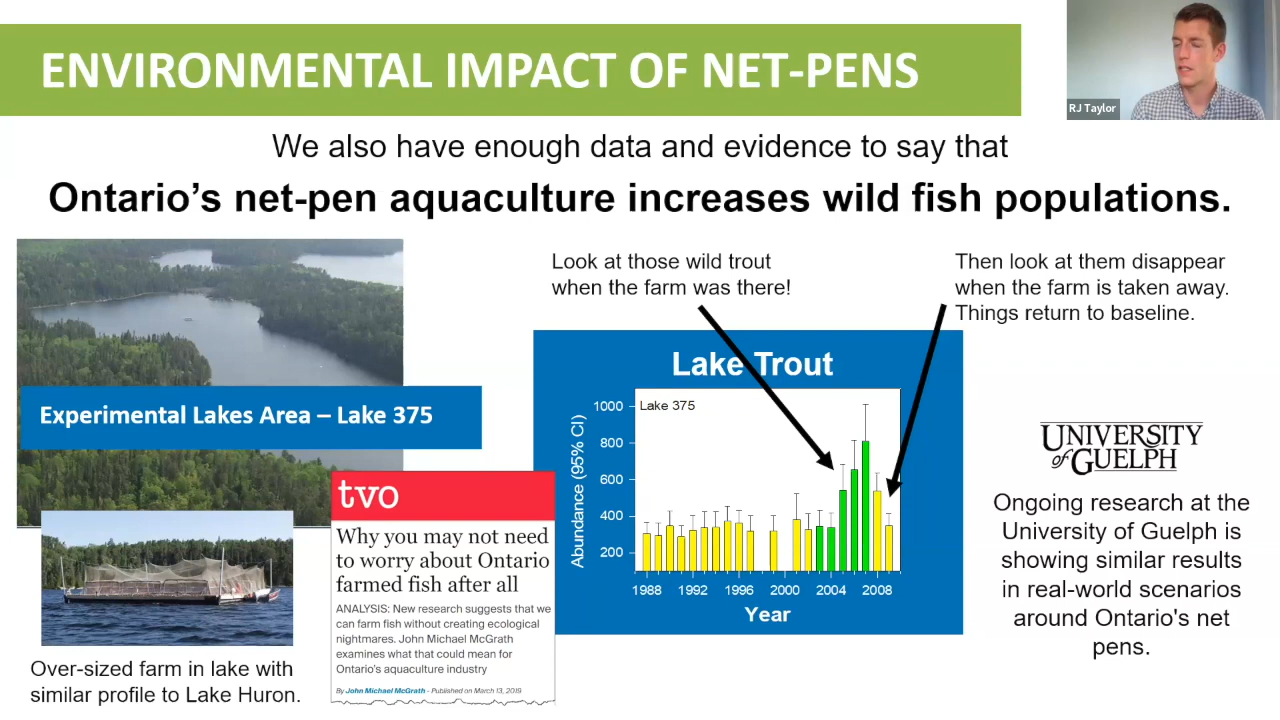 ENVIRONMENTAL IMPACT OF NET-PENS
RJ Taylor
We also have enough data and evidence to say that
Ontario's net-pen aquaculture increases wild fish populations.
Look at those wild trout
when the farm was there!
Then look at them disappear
when the farm is taken away.
Things return to baseline.
Experimental Lakes Area – Lake 375
Lake Trout
Lake 375
Abundance (95% CI)
1000
800
600
400
200
1988 1992 1996 2000 2004 2008
Year
tvo
Why you may not need
to worry about Ontario
farmed fish after all
ANALYSIS: New research suggests that we
can farm fish without creating ecological
nightmares. John Michael McGrath
examines what that could mean for
Ontario's aquaculture industry
By John Michael McGrath - Published on March 13, 2019
Over-sized farm in lake with
similar profile to Lake Huron.
UNIVERSITY
of GUELPH
Ongoing research at the
University of Guelph is
showing similar results
in real-world scenarios
around Ontario's net
pens.